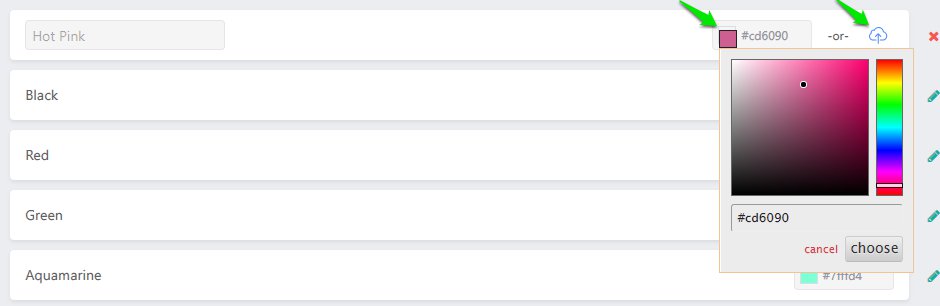 Hot Pink
#cd6090
-or-
Black
Red
Green
#cd6090
cancel
choose
Aquamarine
#7fffd4